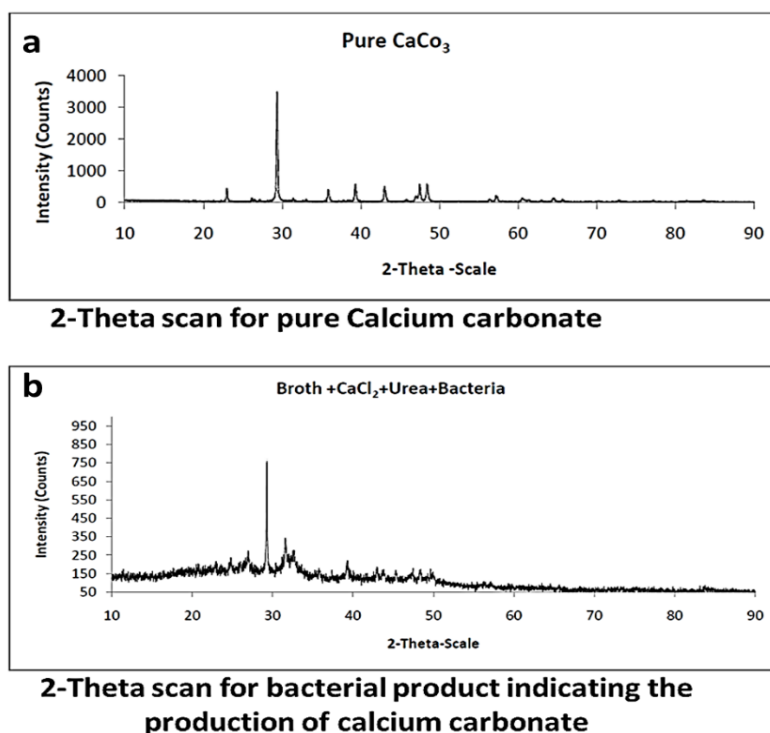 a
Pure CaCo₃
Intensity (Counts)
4000
3000
2000
1000
0
10 20 30 40 50 60 70 80 90
2-Theta -Scale
2-Theta scan for pure Calcium carbonate
b
Broth +CaCl₂+Urea+Bacteria
Intensity (Counts)
950
850
750
650
550
450
350
250
150
50
10 20 30 40 50 60 70 80 90
2-Theta-Scale
2-Theta scan for bacterial product indicating the
production of calcium carbonate